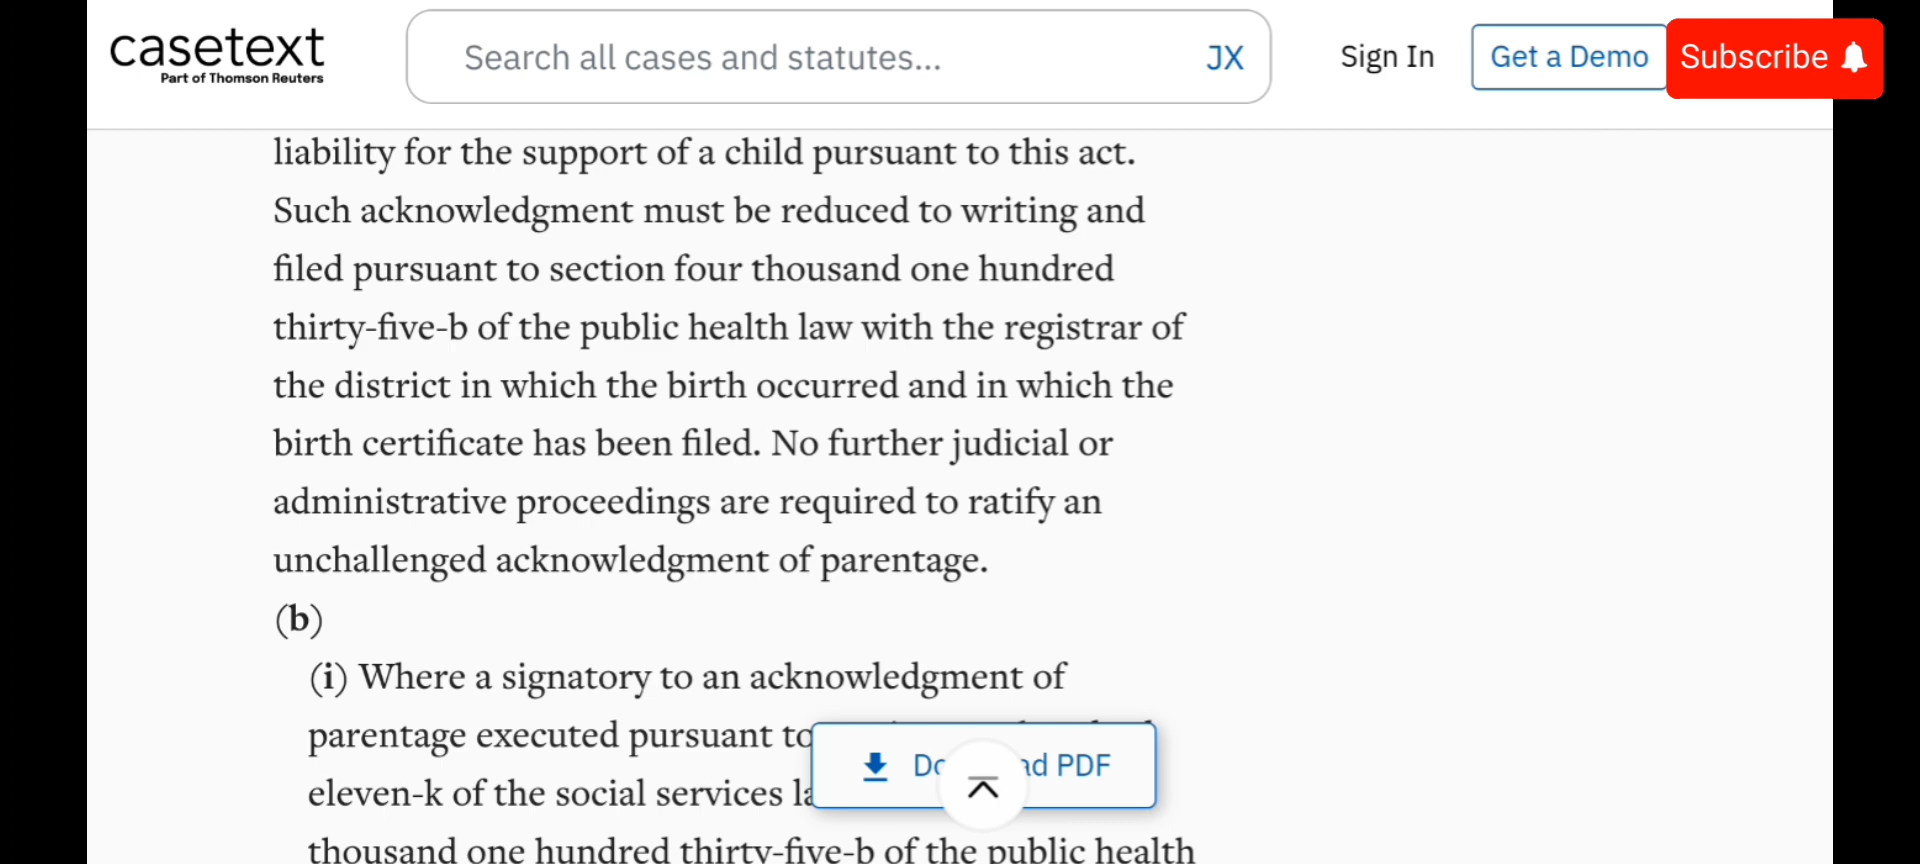 casetext
Part of Thomson Reuters
Search all cases and statutes...
JX
Sign In
Get a Demo
Subscribe
liability for the support of a child pursuant to this act.
Such acknowledgment must be reduced to writing and
filed pursuant to section four thousand one hundred
thirty-five-b of the public health law with the registrar of
the district in which the birth occurred and in which the
birth certificate has been filed. No further judicial or
administrative proceedings are required to ratify an
unchallenged acknowledgment of parentage.
(b)
(i) Where a signatory to an acknowledgment of
parentage executed pursuant to
eleven-k of the social services
thousand one hundred thirty-five-b of the public health
PDF